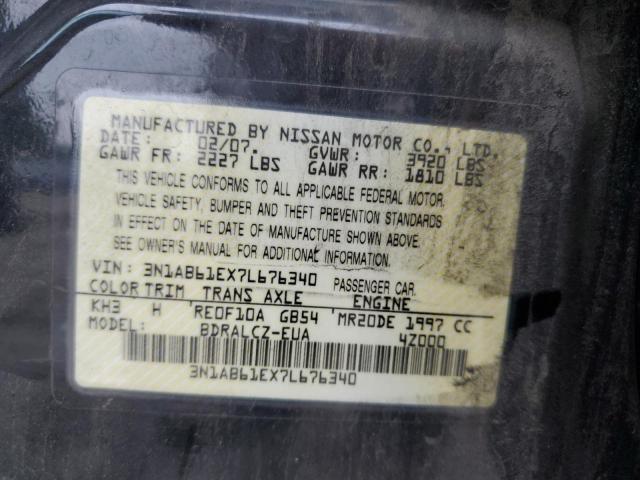 MANUFACTURED BY NISSAN MOTOR CO., LTD.
DATE: 02/07. GVWR: 3920 LBS
GAWR FR: 2227 LBS GAWR RR: 1810 LBS
THIS VEHICLE CONFORMS TO ALL APPLICABLE FEDERAL MOTOR
VEHICLE SAFETY, BUMPER AND THEFT PREVENTION STANDARDS
IN EFFECT ON THE DATE OF MANUFACTURE SHOWN ABOVE.
SEE OWNER'S MANUAL FOR ADDITIONAL INFORMATION.
VIN: 3N1AB61EX7L676340 PASSENGER CAR.
COLOR TRIM TRANS AXLE ENGINE
KH3 H RE0F10A GB54 MR20DE 1997 CC
MODEL: BDRALCZ-EUA 4Z000
3N1AB61EX7L676340